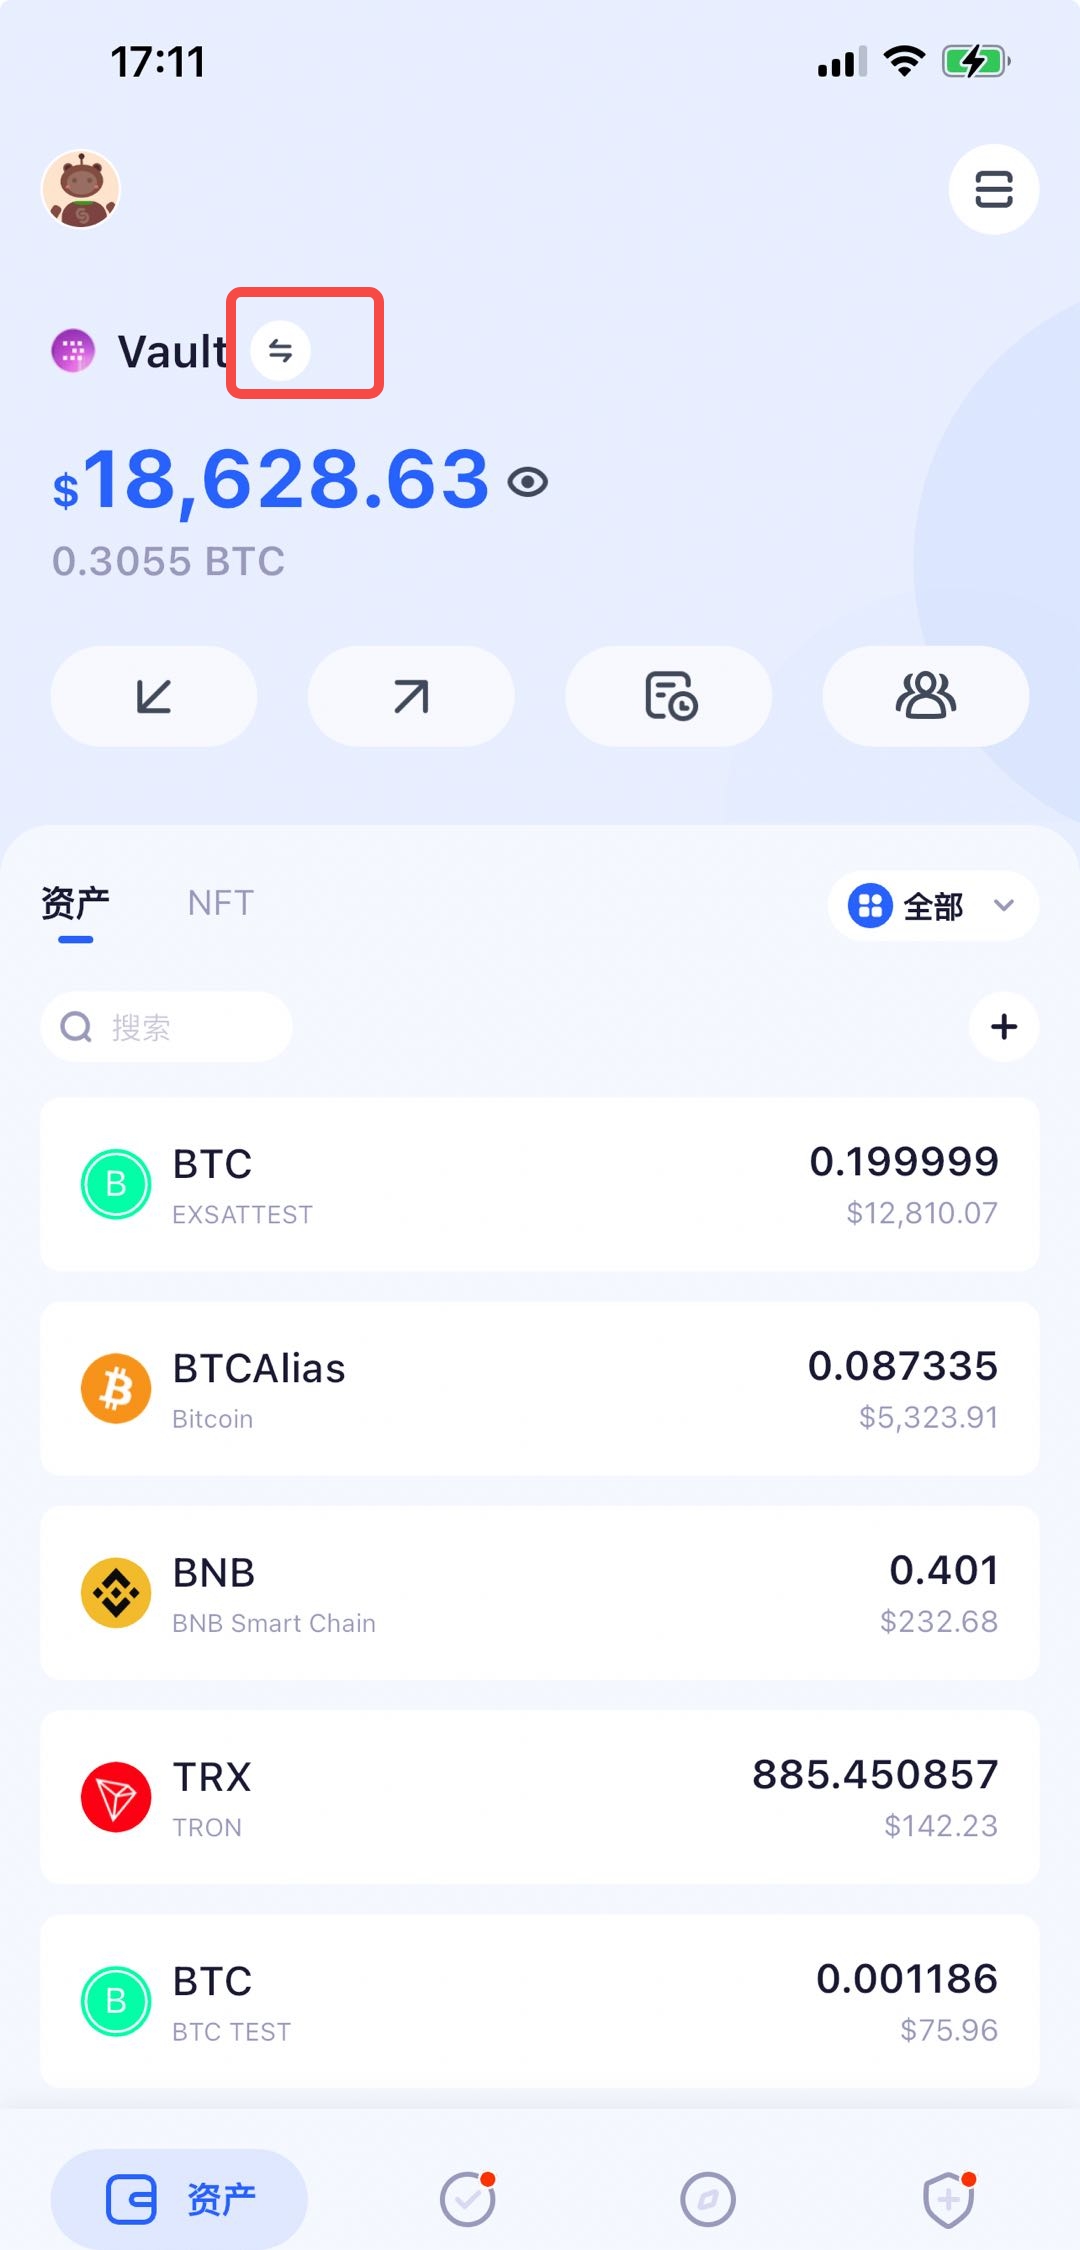 17:11
Vault
$18,628.63
0.3055 BTC
资产
NFT
全部
搜索
BTC
0.199999
EXSATTEST
$12,810.07
BTCAlias
0.087335
Bitcoin
$5,323.91
BNB
0.401
BNB Smart Chain
$232.68
TRX
885.450857
TRON
$142.23
BTC
0.001186
BTC TEST
$75.96
资产